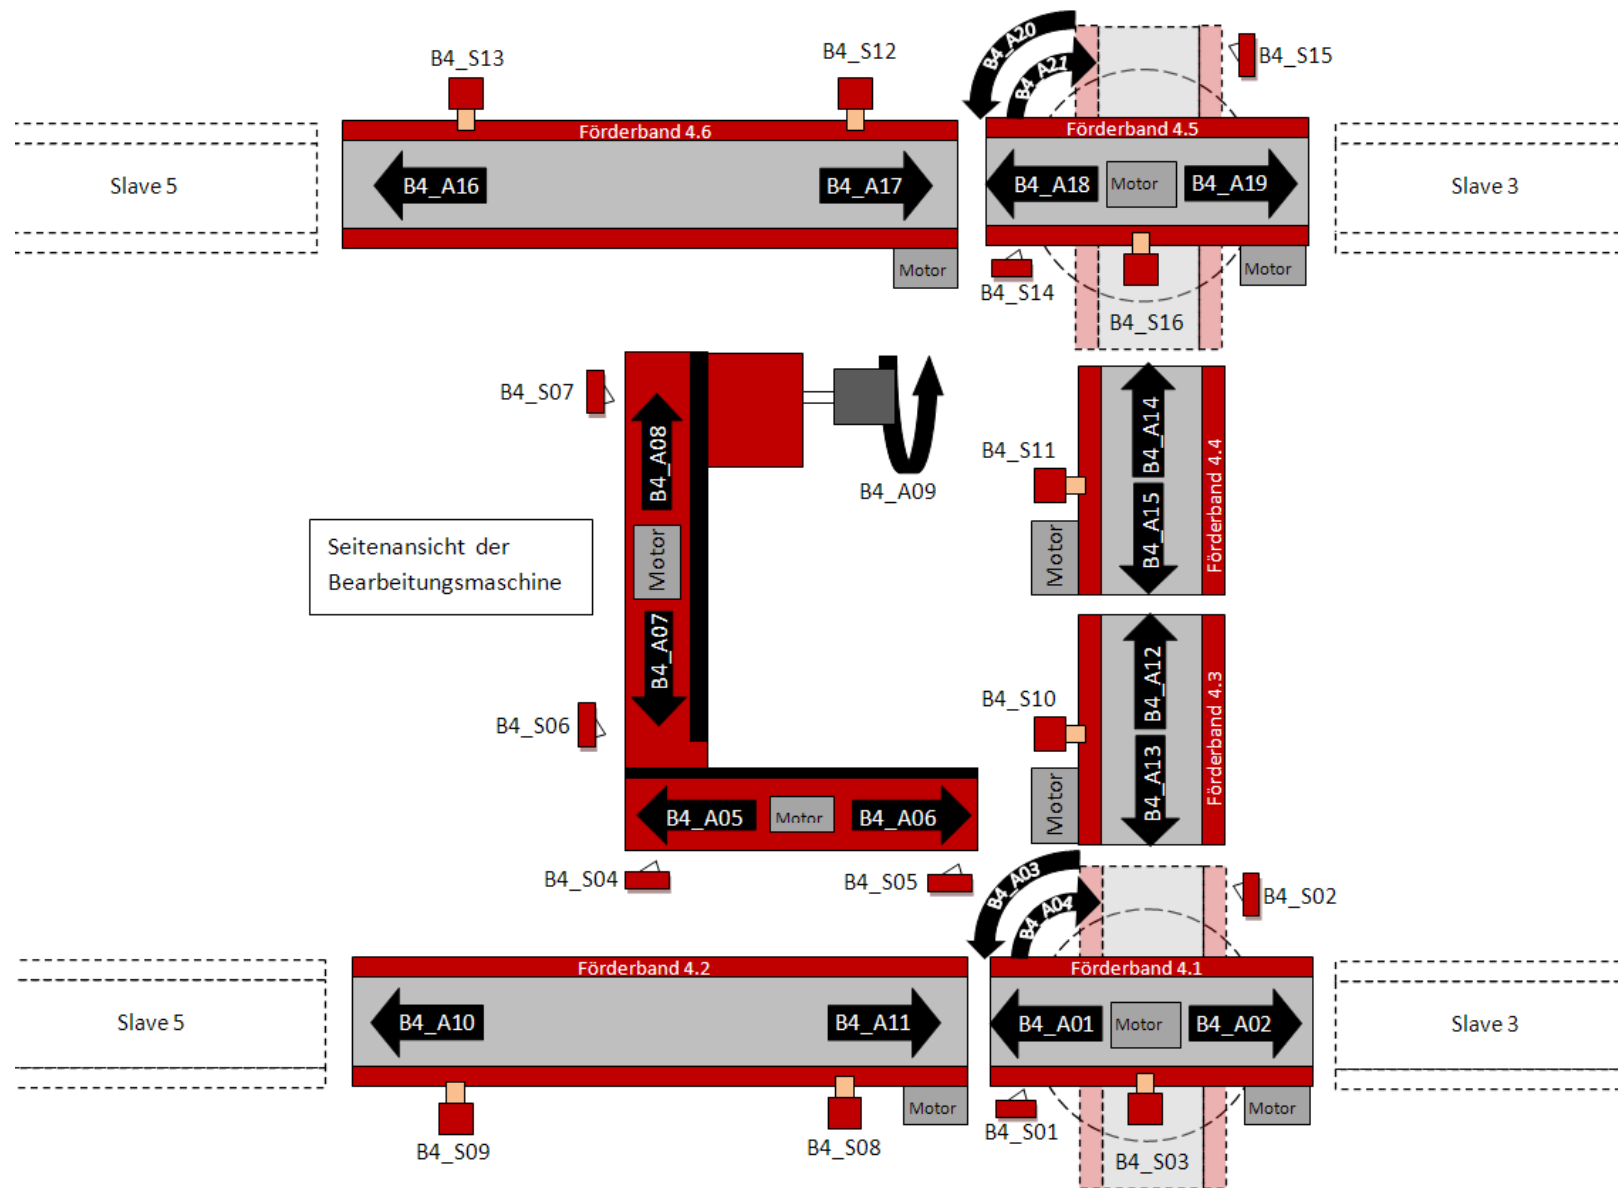 B4_S13
B4_S12
B4_A20
B4_A21
B4_S15
Förderband 4.6
Förderband 4.5
Slave 5
B4_A16
B4_A17
B4_A18
Motor
B4_A19
Slave 3
Motor
Motor
B4_S14
B4_S16
B4_S07
B4_A08
B4_A09
B4_S11
B4_A14
B4_A15
Förderband 4.4
Motor
Seitenansicht der
Bearbeitungsmaschine
Motor
B4_A07
B4_S06
B4_S10
B4_A12
B4_A13
Förderband 4.3
Motor
B4_A05
Motor
B4_A06
B4_S04
B4_S05
B4_A03
B4_A04
B4_S02
Förderband 4.2
Förderband 4.1
Slave 5
B4_A10
B4_A11
B4_A01
Motor
B4_A02
Slave 3
Motor
Motor
B4_S09
B4_S08
B4_S01
B4_S03